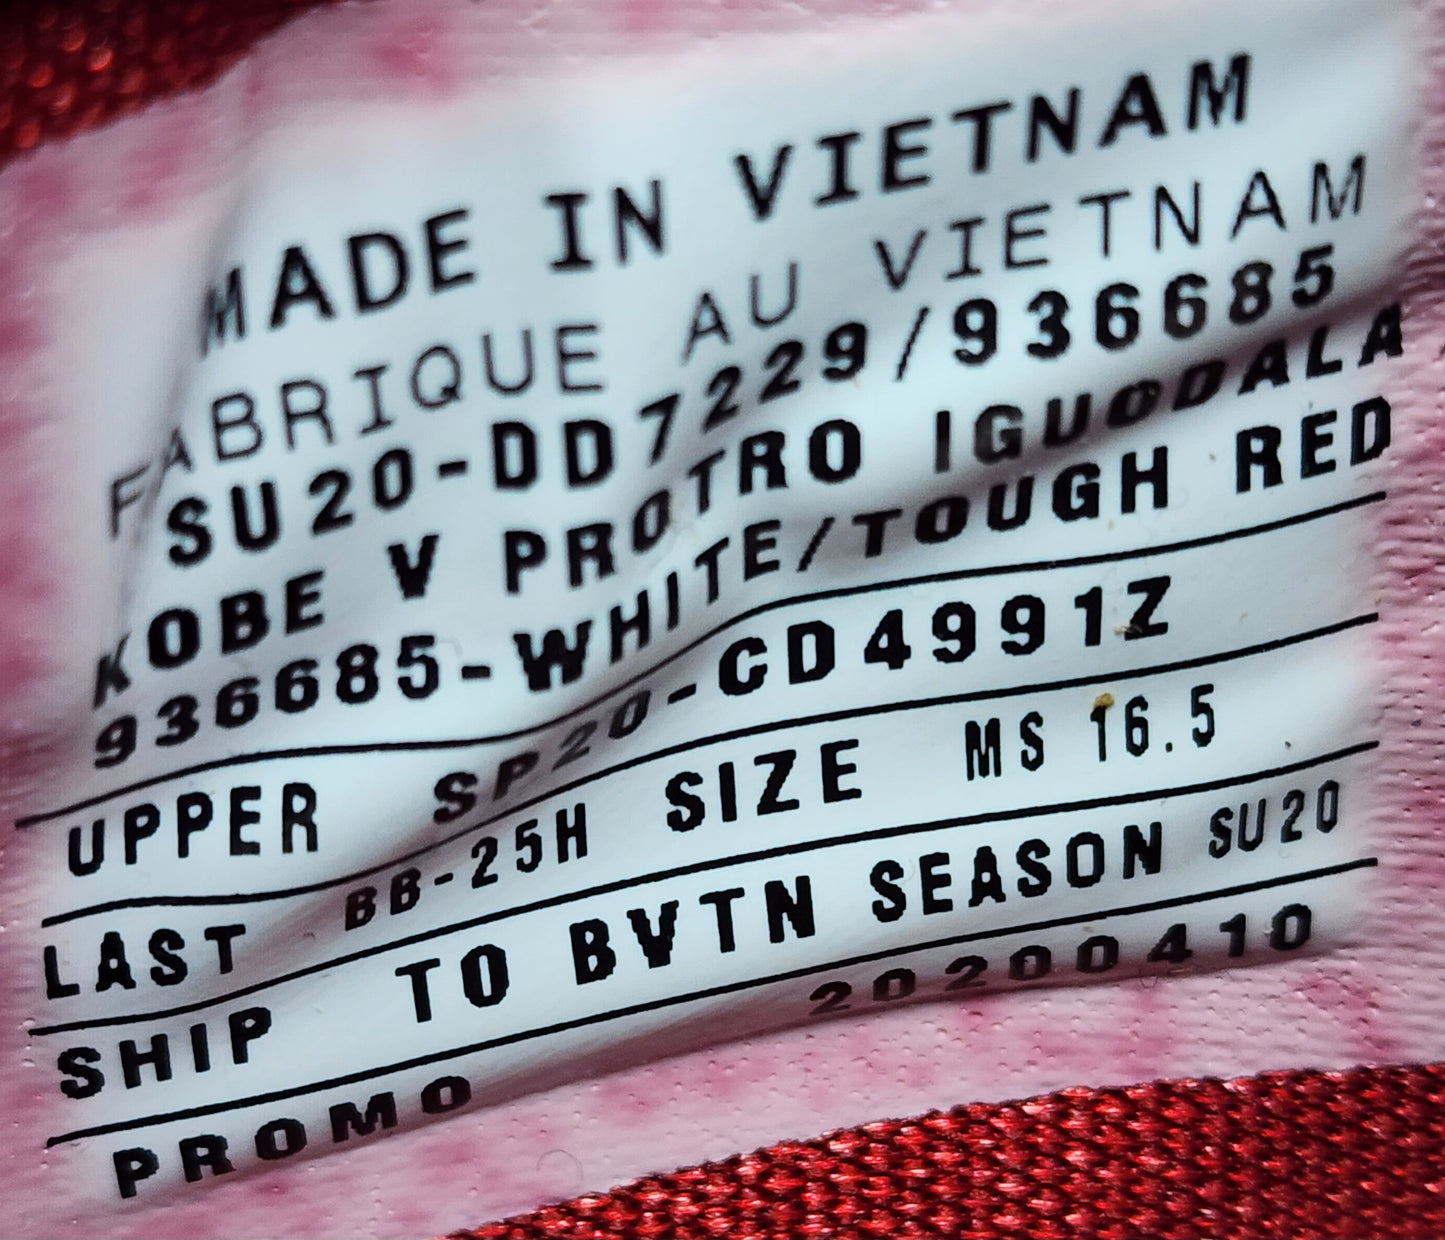 MADE IN VIETNAM
FABRIQUE AU VIETNAM
SU20-DD7229/936685
KOBE V PROTRO IGUODALA
936685-WHITE/TOUGH RED
UPPER SP20-CD4991Z
LAST BB-25H SIZE MS 16.5
SHIP TO BVTN SEASON SU20
PROMO 20200410